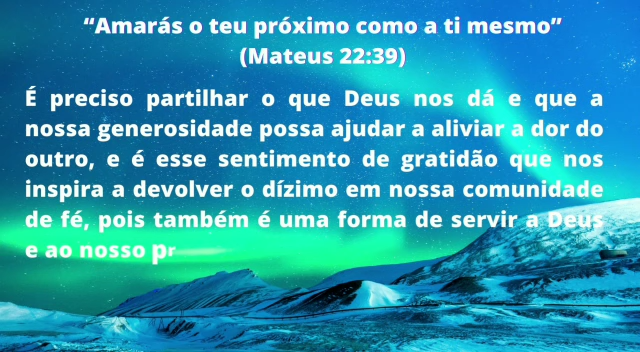 “Amarás o teu próximo como a ti mesmo”
(Mateus 22:39)
É preciso partilhar o que Deus nos dá e que a
nossa generosidade possa ajudar a aliviar a dor do
outro, e é esse sentimento de gratidão que nos
inspira a devolver o dízimo em nossa comunidade
de fé, pois também é uma forma de servir a Deus
e ao nosso pr